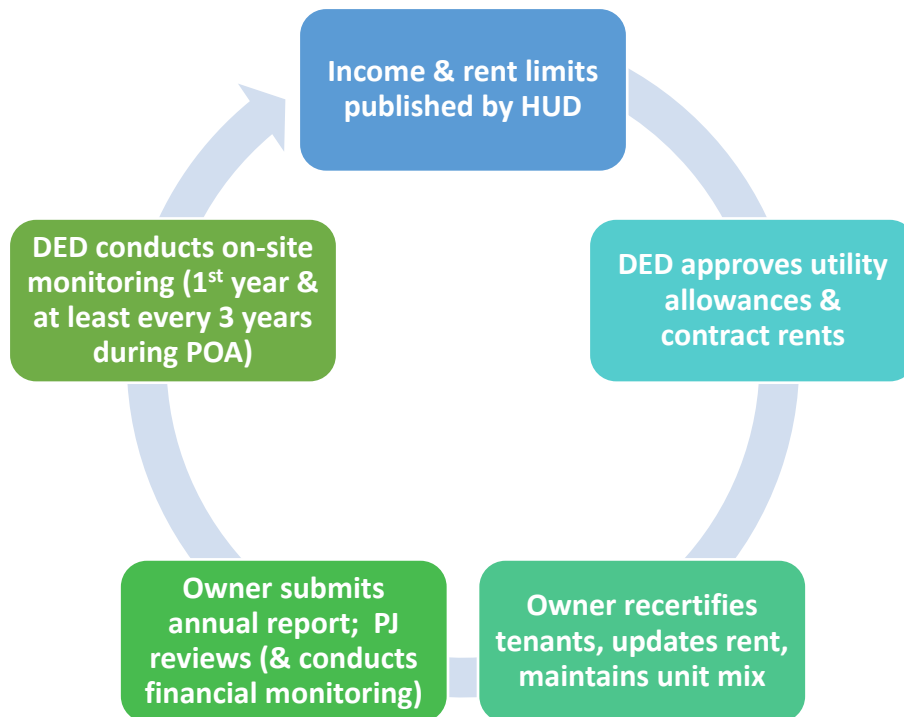 Income & rent limits
published by HUD
DED approves utility
allowances &
contract rents
Owner recertifies
tenants, updates rent,
maintains unit mix
Owner submits
annual report;  PJ
reviews (& conducts
financial monitoring)
DED conducts on-site
monitoring (1st year &
at least every 3 years
during POA)